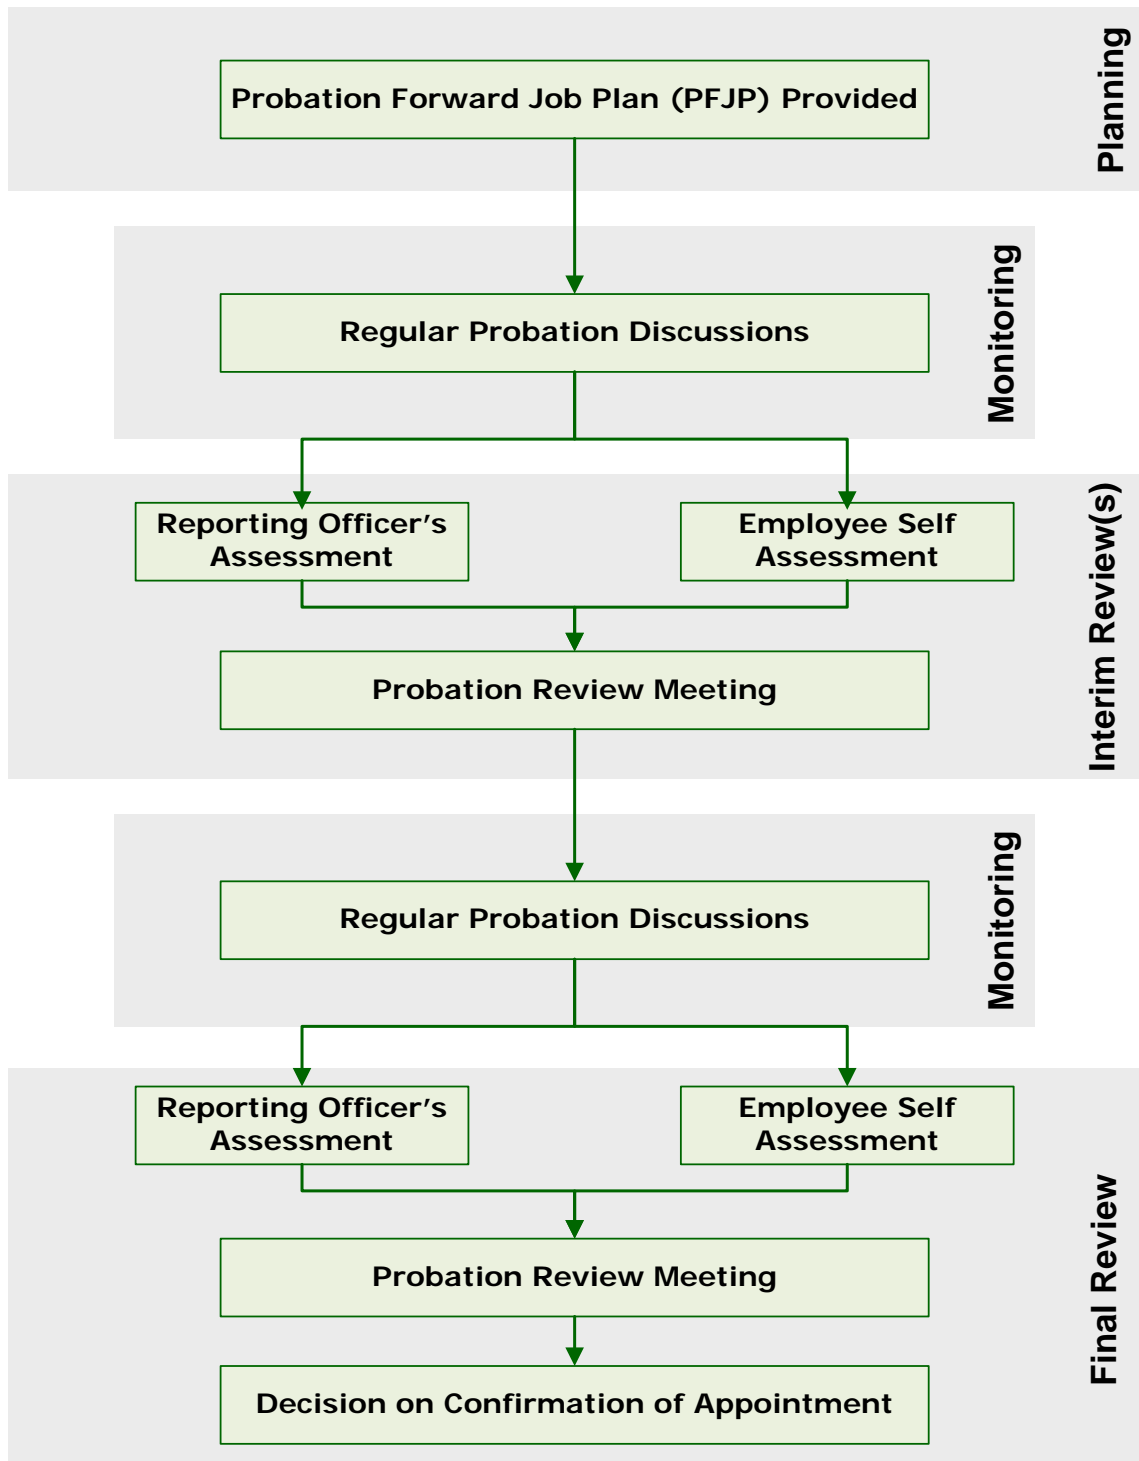 Probation Forward Job Plan (PFJP) Provided
Planning
Regular Probation Discussions
Monitoring
Reporting Officer's
Assessment
Employee Self
Assessment
Probation Review Meeting
Interim Review(s)
Regular Probation Discussions
Monitoring
Reporting Officer's
Assessment
Employee Self
Assessment
Probation Review Meeting
Decision on Confirmation of Appointment
Final Review